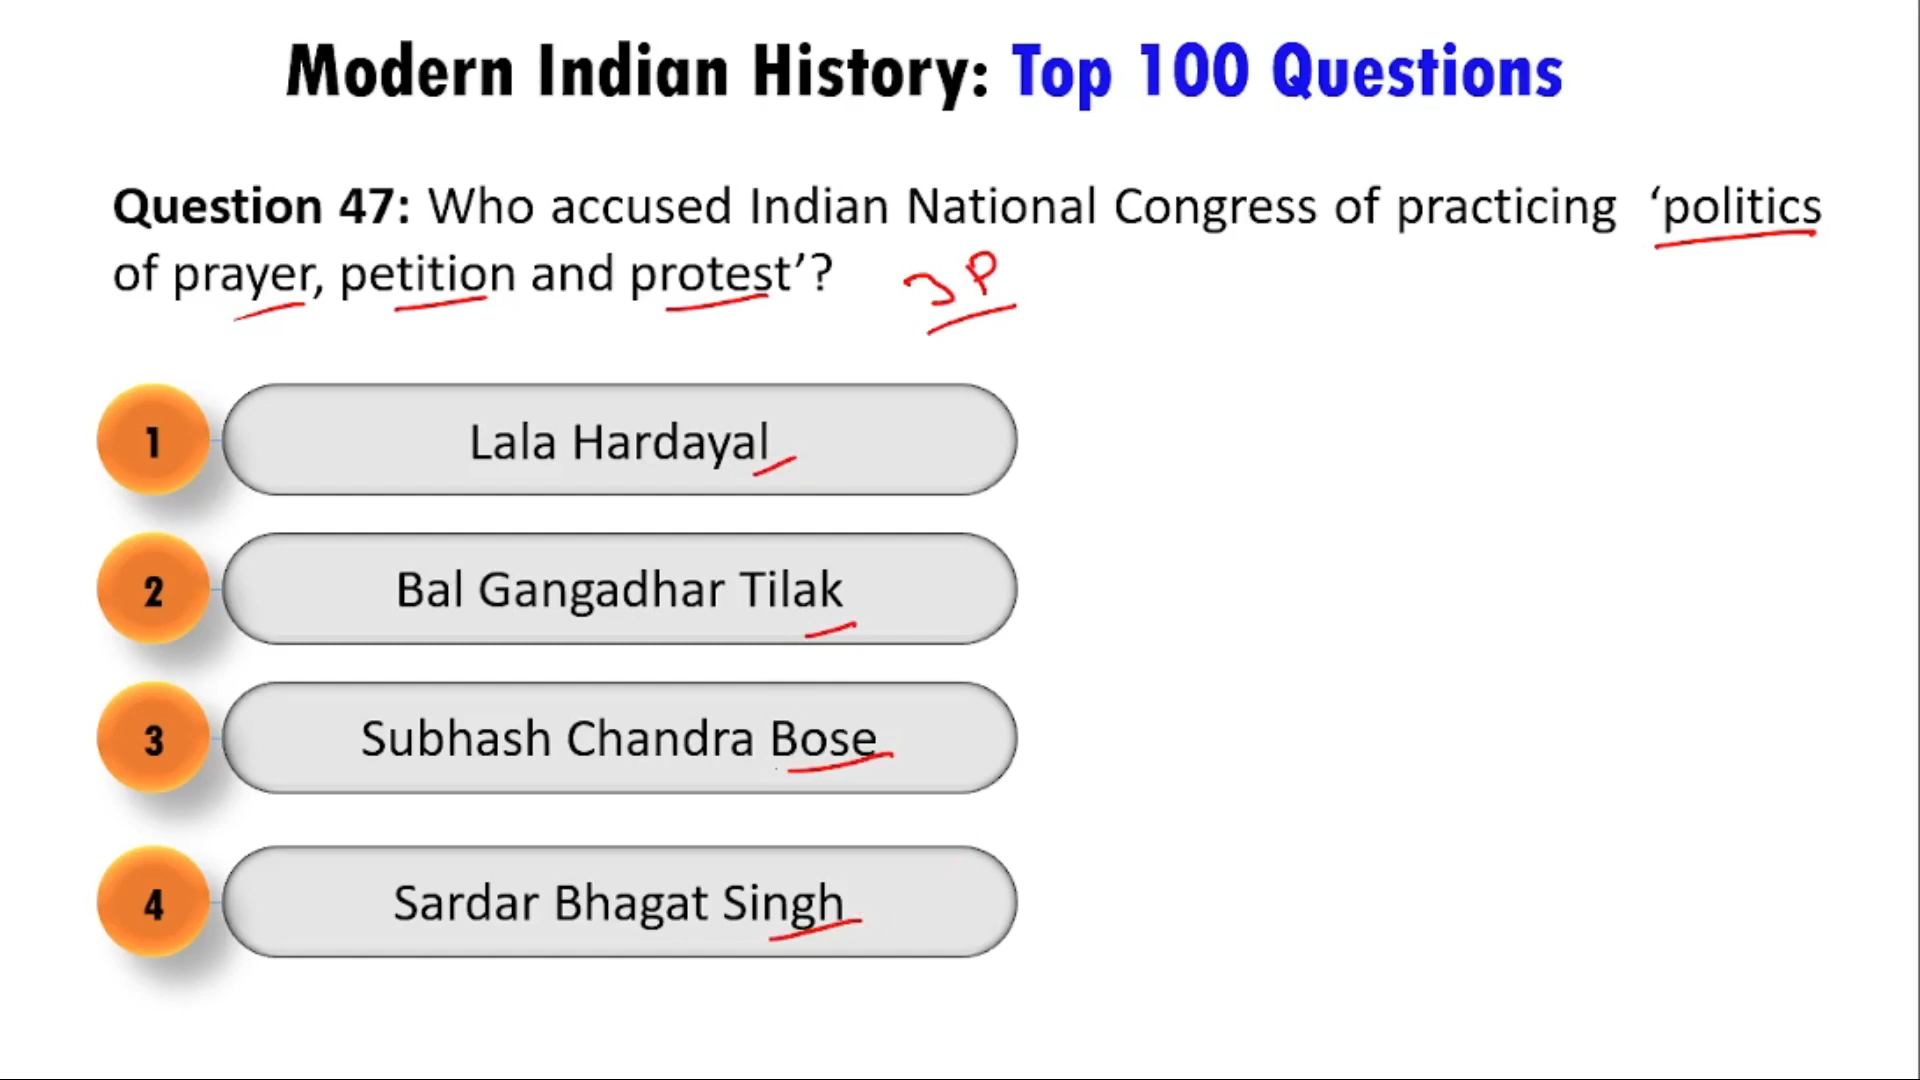 Modern Indian History: Top 100 Questions
Question 47: Who accused Indian National Congress of practicing ‘politics
of prayer, petition and protest’?
3P
1 Lala Hardayal
2 Bal Gangadhar Tilak
3 Subhash Chandra Bose
4 Sardar Bhagat Singh